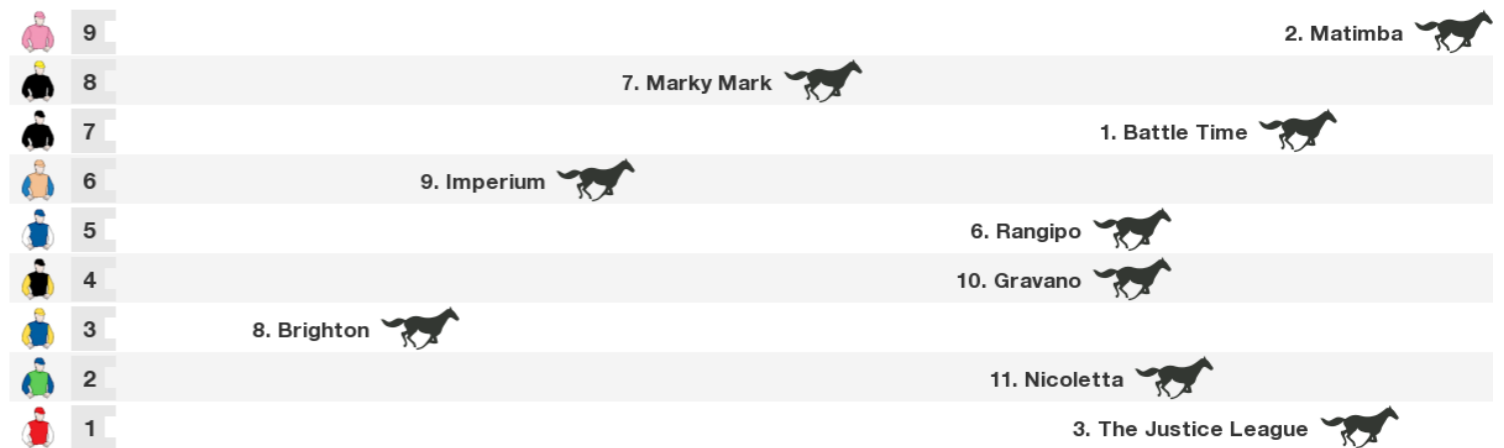 9 2. Matimba
8 7. Marky Mark
7 1. Battle Time
6 9. Imperium
5 6. Rangipo
4 10. Gravano
3 8. Brighton
2 11. Nicoletta
1 3. The Justice League